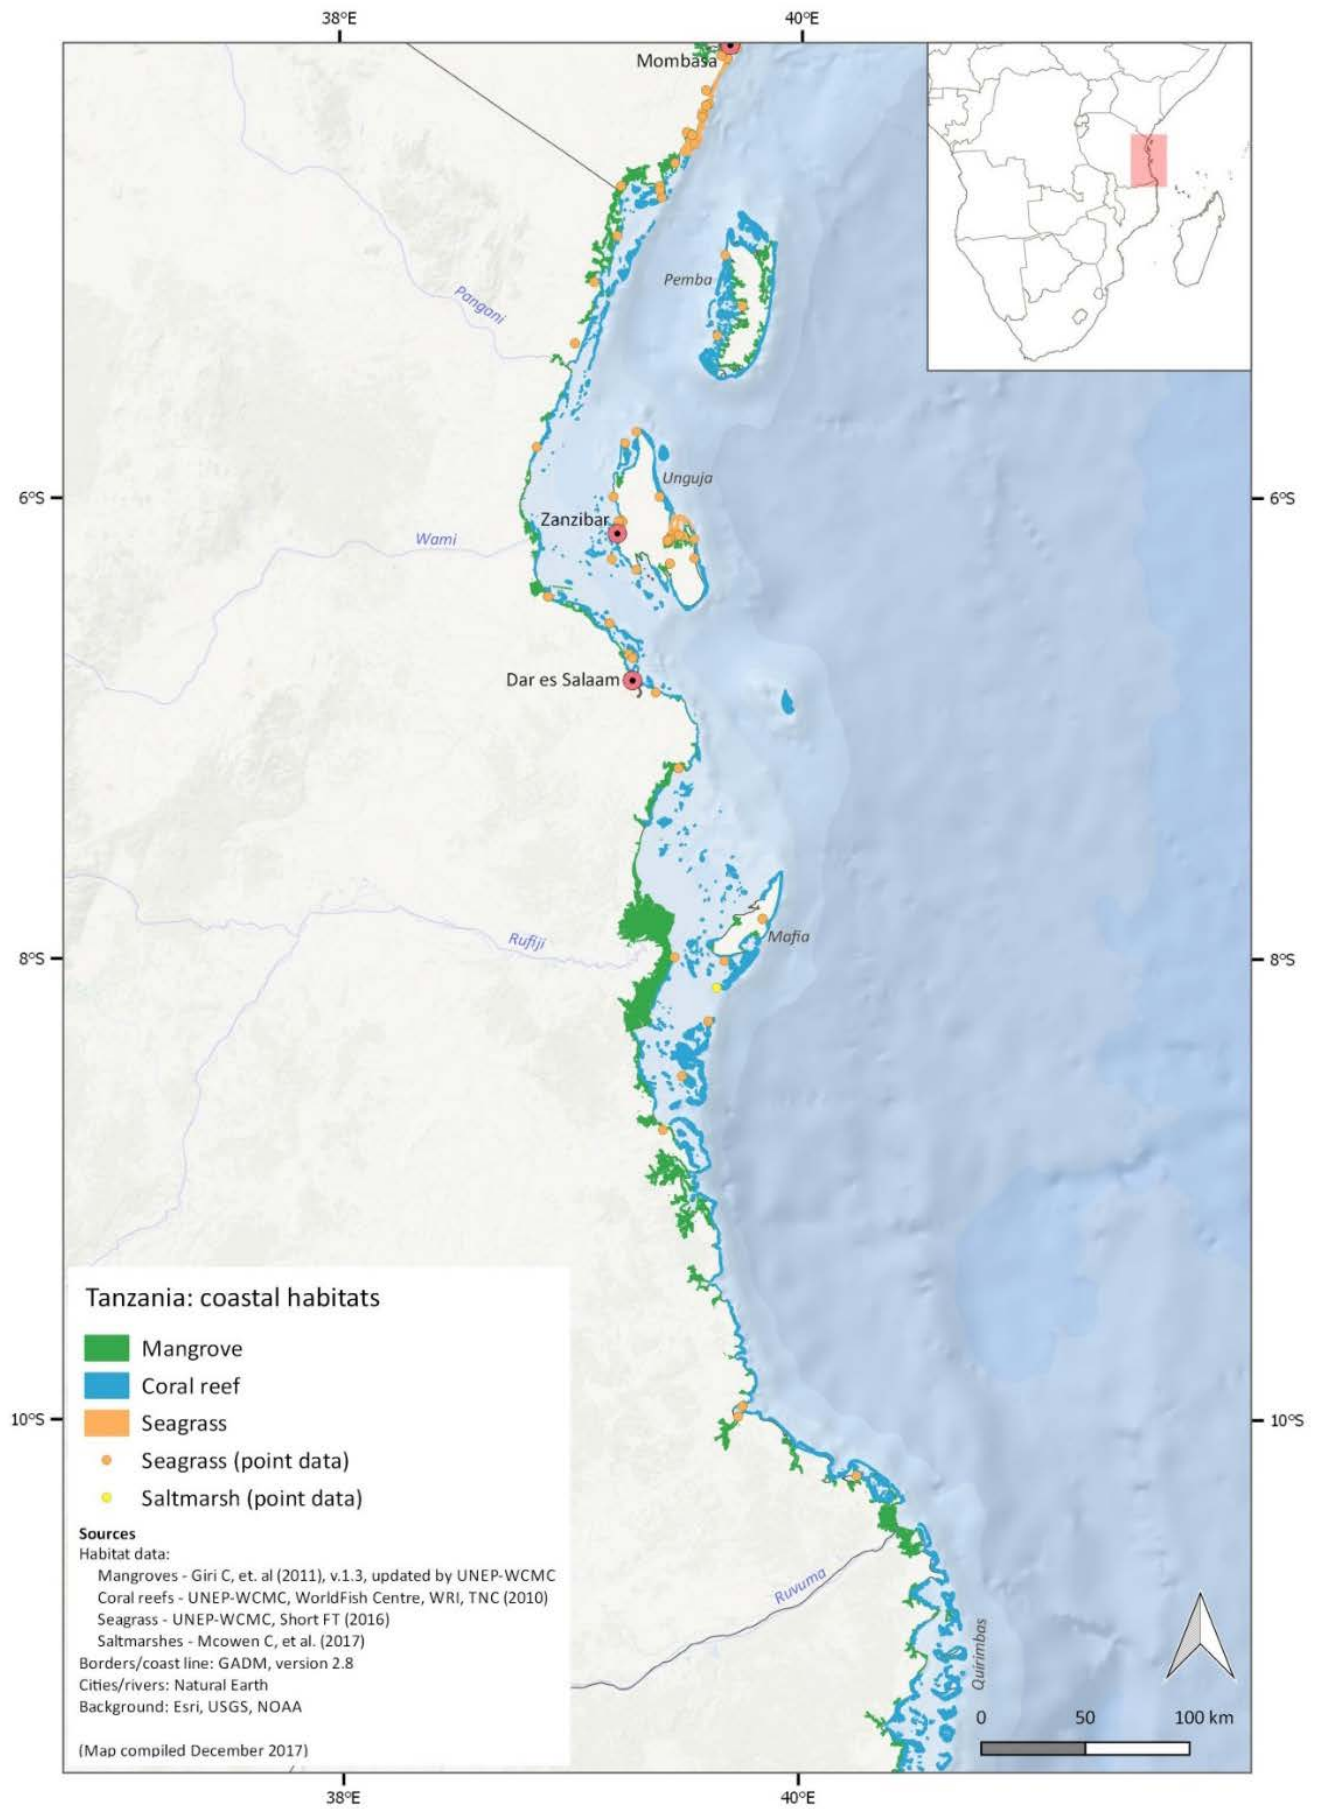 38°E
40°E
Mombasa
Pemba
Pangani
Unguja
6°S
6°S
Zanzibar
Wami
Dar es Salaam
Mafia
Rufiji
8°S
8°S
Tanzania: coastal habitats
Mangrove
Coral reef
Seagrass
Seagrass (point data)
Saltmarsh (point data)
10°S
10°S
Sources
Habitat data:
Mangroves - Giri C, et. al (2011), v.1.3, updated by UNEP-WCMC
Coral reefs - UNEP-WCMC, WorldFish Centre, WRI, TNC (2010)
Seagrass - UNEP-WCMC, Short FT (2016)
Saltmarshes - Mcowen C, et al. (2017)
Borders/coast line: GADM, version 2.8
Cities/rivers: Natural Earth
Background: Esri, USGS, NOAA
(Map compiled December 2017)
Ruvuma
Quirimbas
0 50 100 km
38°E
40°E